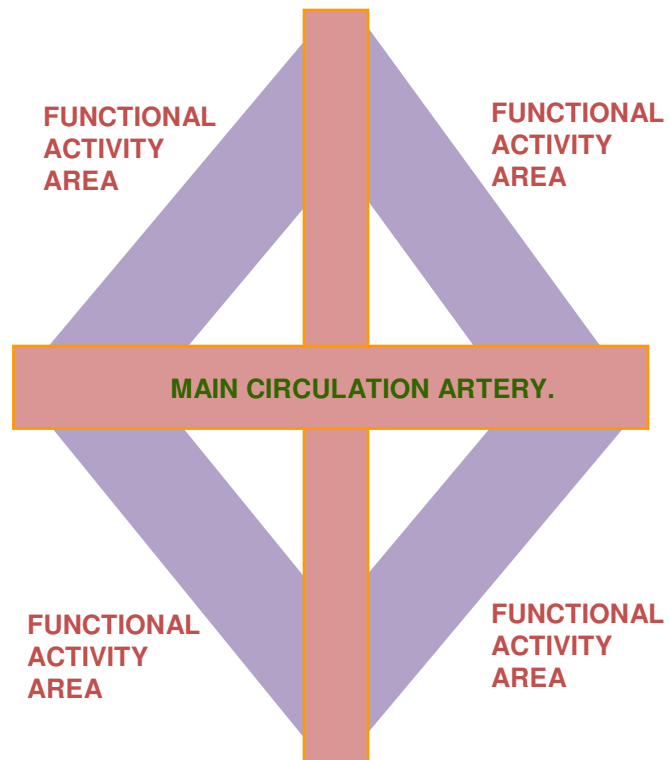 FUNCTIONAL
ACTIVITY
AREA
FUNCTIONAL
ACTIVITY
AREA
MAIN CIRCULATION ARTERY.
FUNCTIONAL
ACTIVITY
AREA
FUNCTIONAL
ACTIVITY
AREA